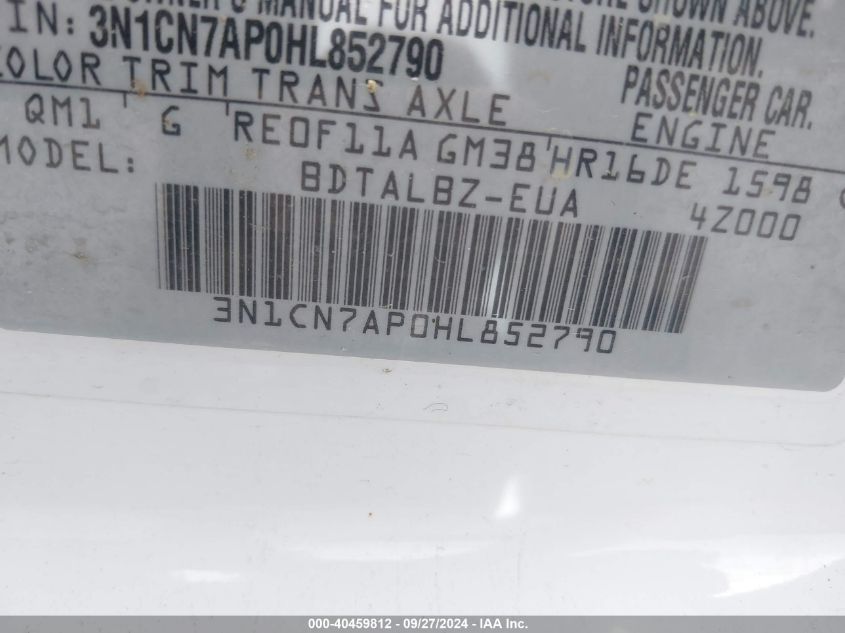 MANUAL FOR ADDITIONAL INFORMATION.
IN: 3N1CN7AP0HL852790 PASSENGER CAR.
COLOR TRIM TRANS AXLE ENGINE
QM1 G RE0F11A GM38 HR16DE 1598
MODEL: BDTALBZ-EUA 4Z000
3N1CN7AP0HL852790
000-40459812 - 09/27/2024 - IAA Inc.